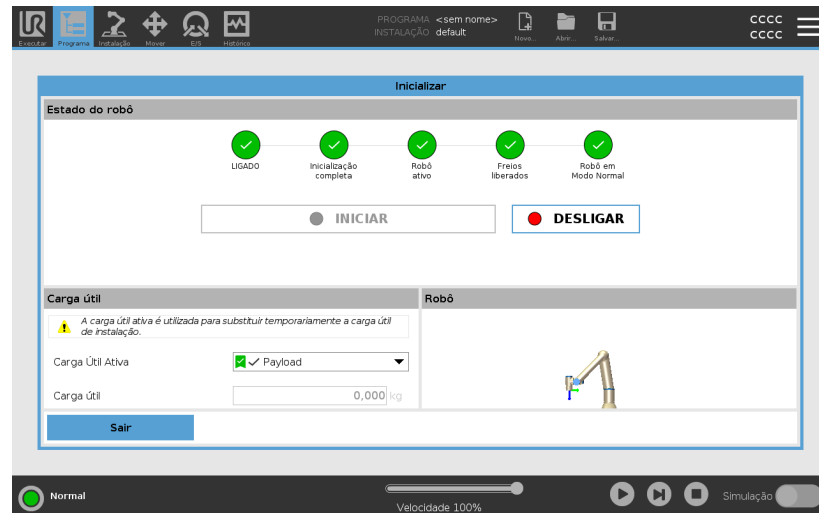 PROGRAMA <sem nome>
INSTALAÇÃO default
cccc
cccc
UR
Executar Programa Instalação Mover E/S Histórico Novo... Abrir... Salvar...
Inicializar
Estado do robô
LIGADO
Inicialização
completa
Robô
ativo
Freios
liberados
Robô em
Modo Normal
INICIAR
DESLIGAR
Carga útil
A carga útil ativa é utilizada para substituir temporariamente a carga útil
de instalação.
Carga Útil Ativa
Payload
Carga útil
0,000 kg
Robô
Sair
Normal
Velocidade 100%
Simulação